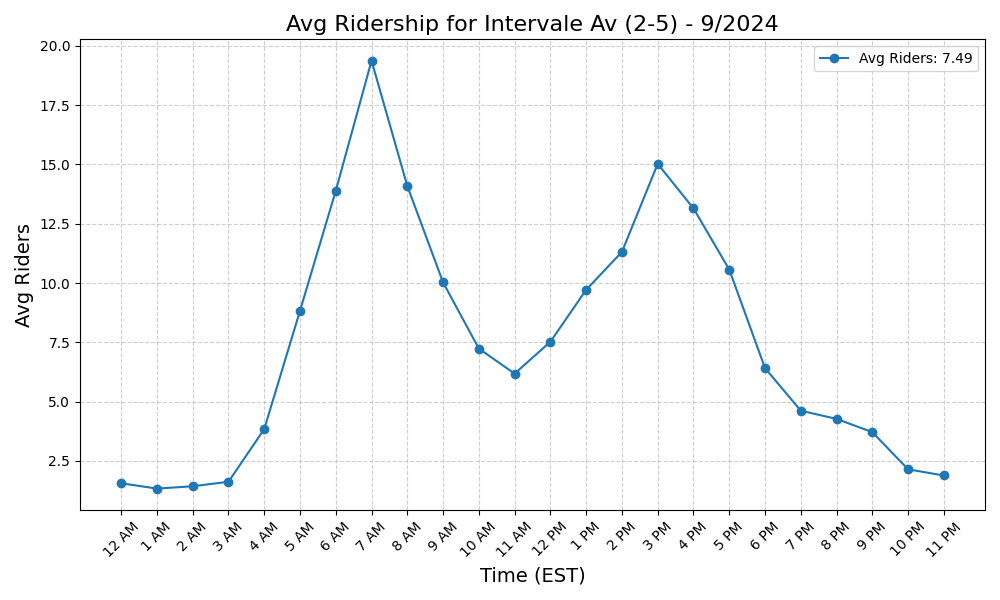 Avg Ridership for Intervale Av (2-5) - 9/2024
Avg Riders: 7.49
Avg Riders
20.0
17.5
15.0
12.5
10.0
7.5
5.0
2.5
12 AM
1 AM
2 AM
3 AM
4 AM
5 AM
6 AM
7 AM
8 AM
9 AM
10 AM
11 AM
12 PM
1 PM
2 PM
3 PM
4 PM
5 PM
6 PM
7 PM
8 PM
9 PM
10 PM
11 PM
Time (EST)